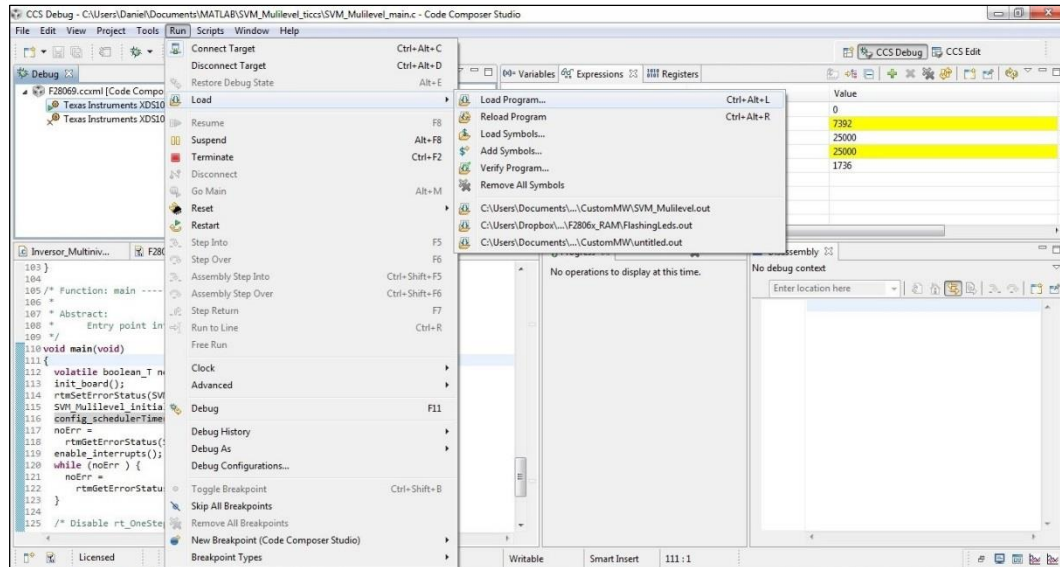 CCS Debug - C:\Users\Daniel\Documents\MATLAB\SVM_Mulilevel_ticcs\SVM_Mulilevel_main.c - Code Composer Studio
File Edit View Project Tools Run Scripts Window Help
CCS Debug CCS Edit
Debug
F28069.ccxml [Code Compo
Texas Instruments XDS10
Texas Instruments XDS10
Connect Target Ctrl+Alt+C
Disconnect Target Ctrl+Alt+D
Restore Debug State Alt+E
Load
Resume F8
Suspend Alt+F8
Terminate Ctrl+F2
Disconnect
Go Main Alt+M
Reset
Restart
Step Into F5
Step Over F6
Assembly Step Into Ctrl+Shift+F5
Assembly Step Over Ctrl+Shift+F6
Step Return F7
Run to Line Ctrl+R
Free Run
Clock
Advanced
Debug F11
Debug History
Debug As
Debug Configurations...
Toggle Breakpoint Ctrl+Shift+B
Skip All Breakpoints
Remove All Breakpoints
New Breakpoint (Code Composer Studio)
Breakpoint Types
Load Program... Ctrl+Alt+L
Reload Program Ctrl+Alt+R
Load Symbols...
Add Symbols...
Verify Program...
Remove All Symbols
C:\Users\Documents\...\CustomMW\SVM_Mulilevel.out
C:\Users\Dropbox\...\F2806x_RAM\FlashingLeds.out
C:\Users\Documents\...\CustomMW\untitled.out
Variables Expressions Registers
Value
0
7392
25000
25000
1736
Inversor_Multiniv... F280
103 }
104
105 /* Function: main ----
106 *
107 * Abstract:
108 * Entry point in
109 */
110 void main(void)
111 {
112 volatile boolean_T n
113 init_board();
114 rtmSetErrorStatus(SV
115 SVM_Mulilevel_initia
116 config_schedulerTime
117 noErr =
118 rtmGetErrorStatus(
119 enable_interrupts();
120 while (noErr ) {
121 noErr =
122 rtmGetErrorStatu
123 }
124
125 /* Disable rt_OneSte
No operations to display at this time.
No debug context
Enter location here
Licensed
Writable Smart Insert 111 : 1